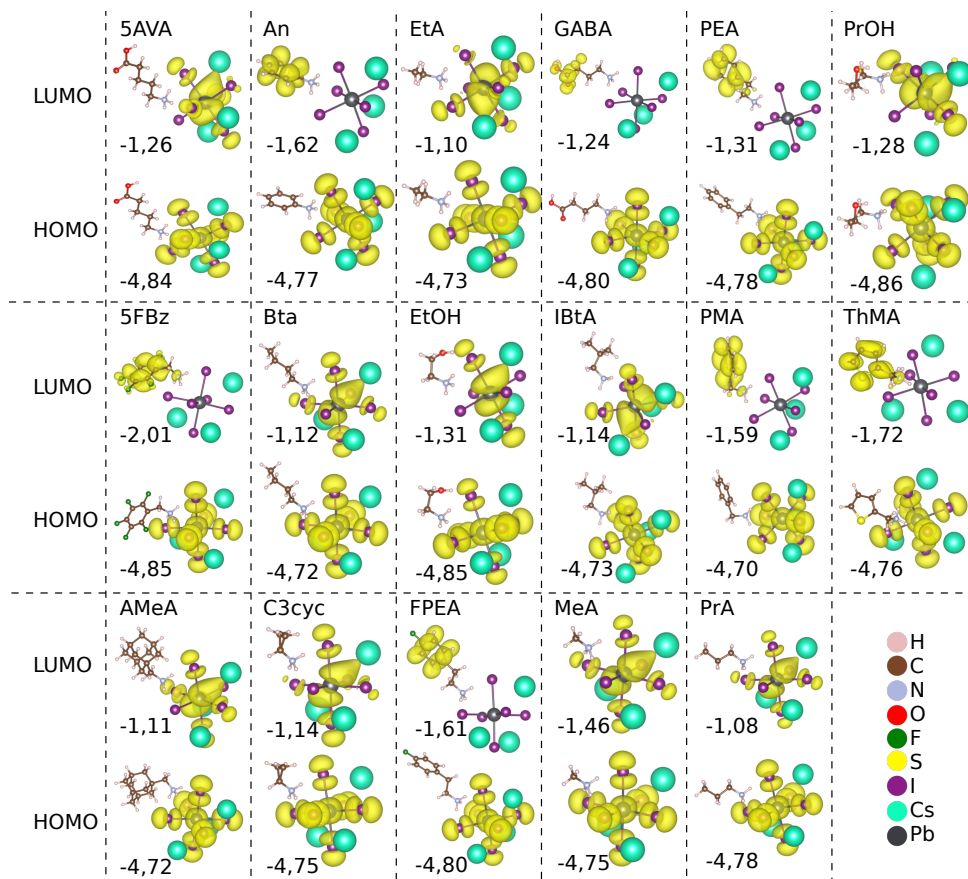 5AVA An EtA GABA PEA PrOH
LUMO
-1,26 -1,62 -1,10 -1,24 -1,31 -1,28
HOMO
-4,84 -4,77 -4,73 -4,80 -4,78 -4,86
5FBz Bta EtOH IBtA PMA ThMA
LUMO
-2,01 -1,12 -1,31 -1,14 -1,59 -1,72
HOMO
-4,85 -4,72 -4,85 -4,73 -4,70 -4,76
AMeA C3cyc FPEA MeA PrA
LUMO
-1,11 -1,14 -1,61 -1,46 -1,08
HOMO
-4,72 -4,75 -4,80 -4,75 -4,78
H
C
N
O
F
S
I
Cs
Pb